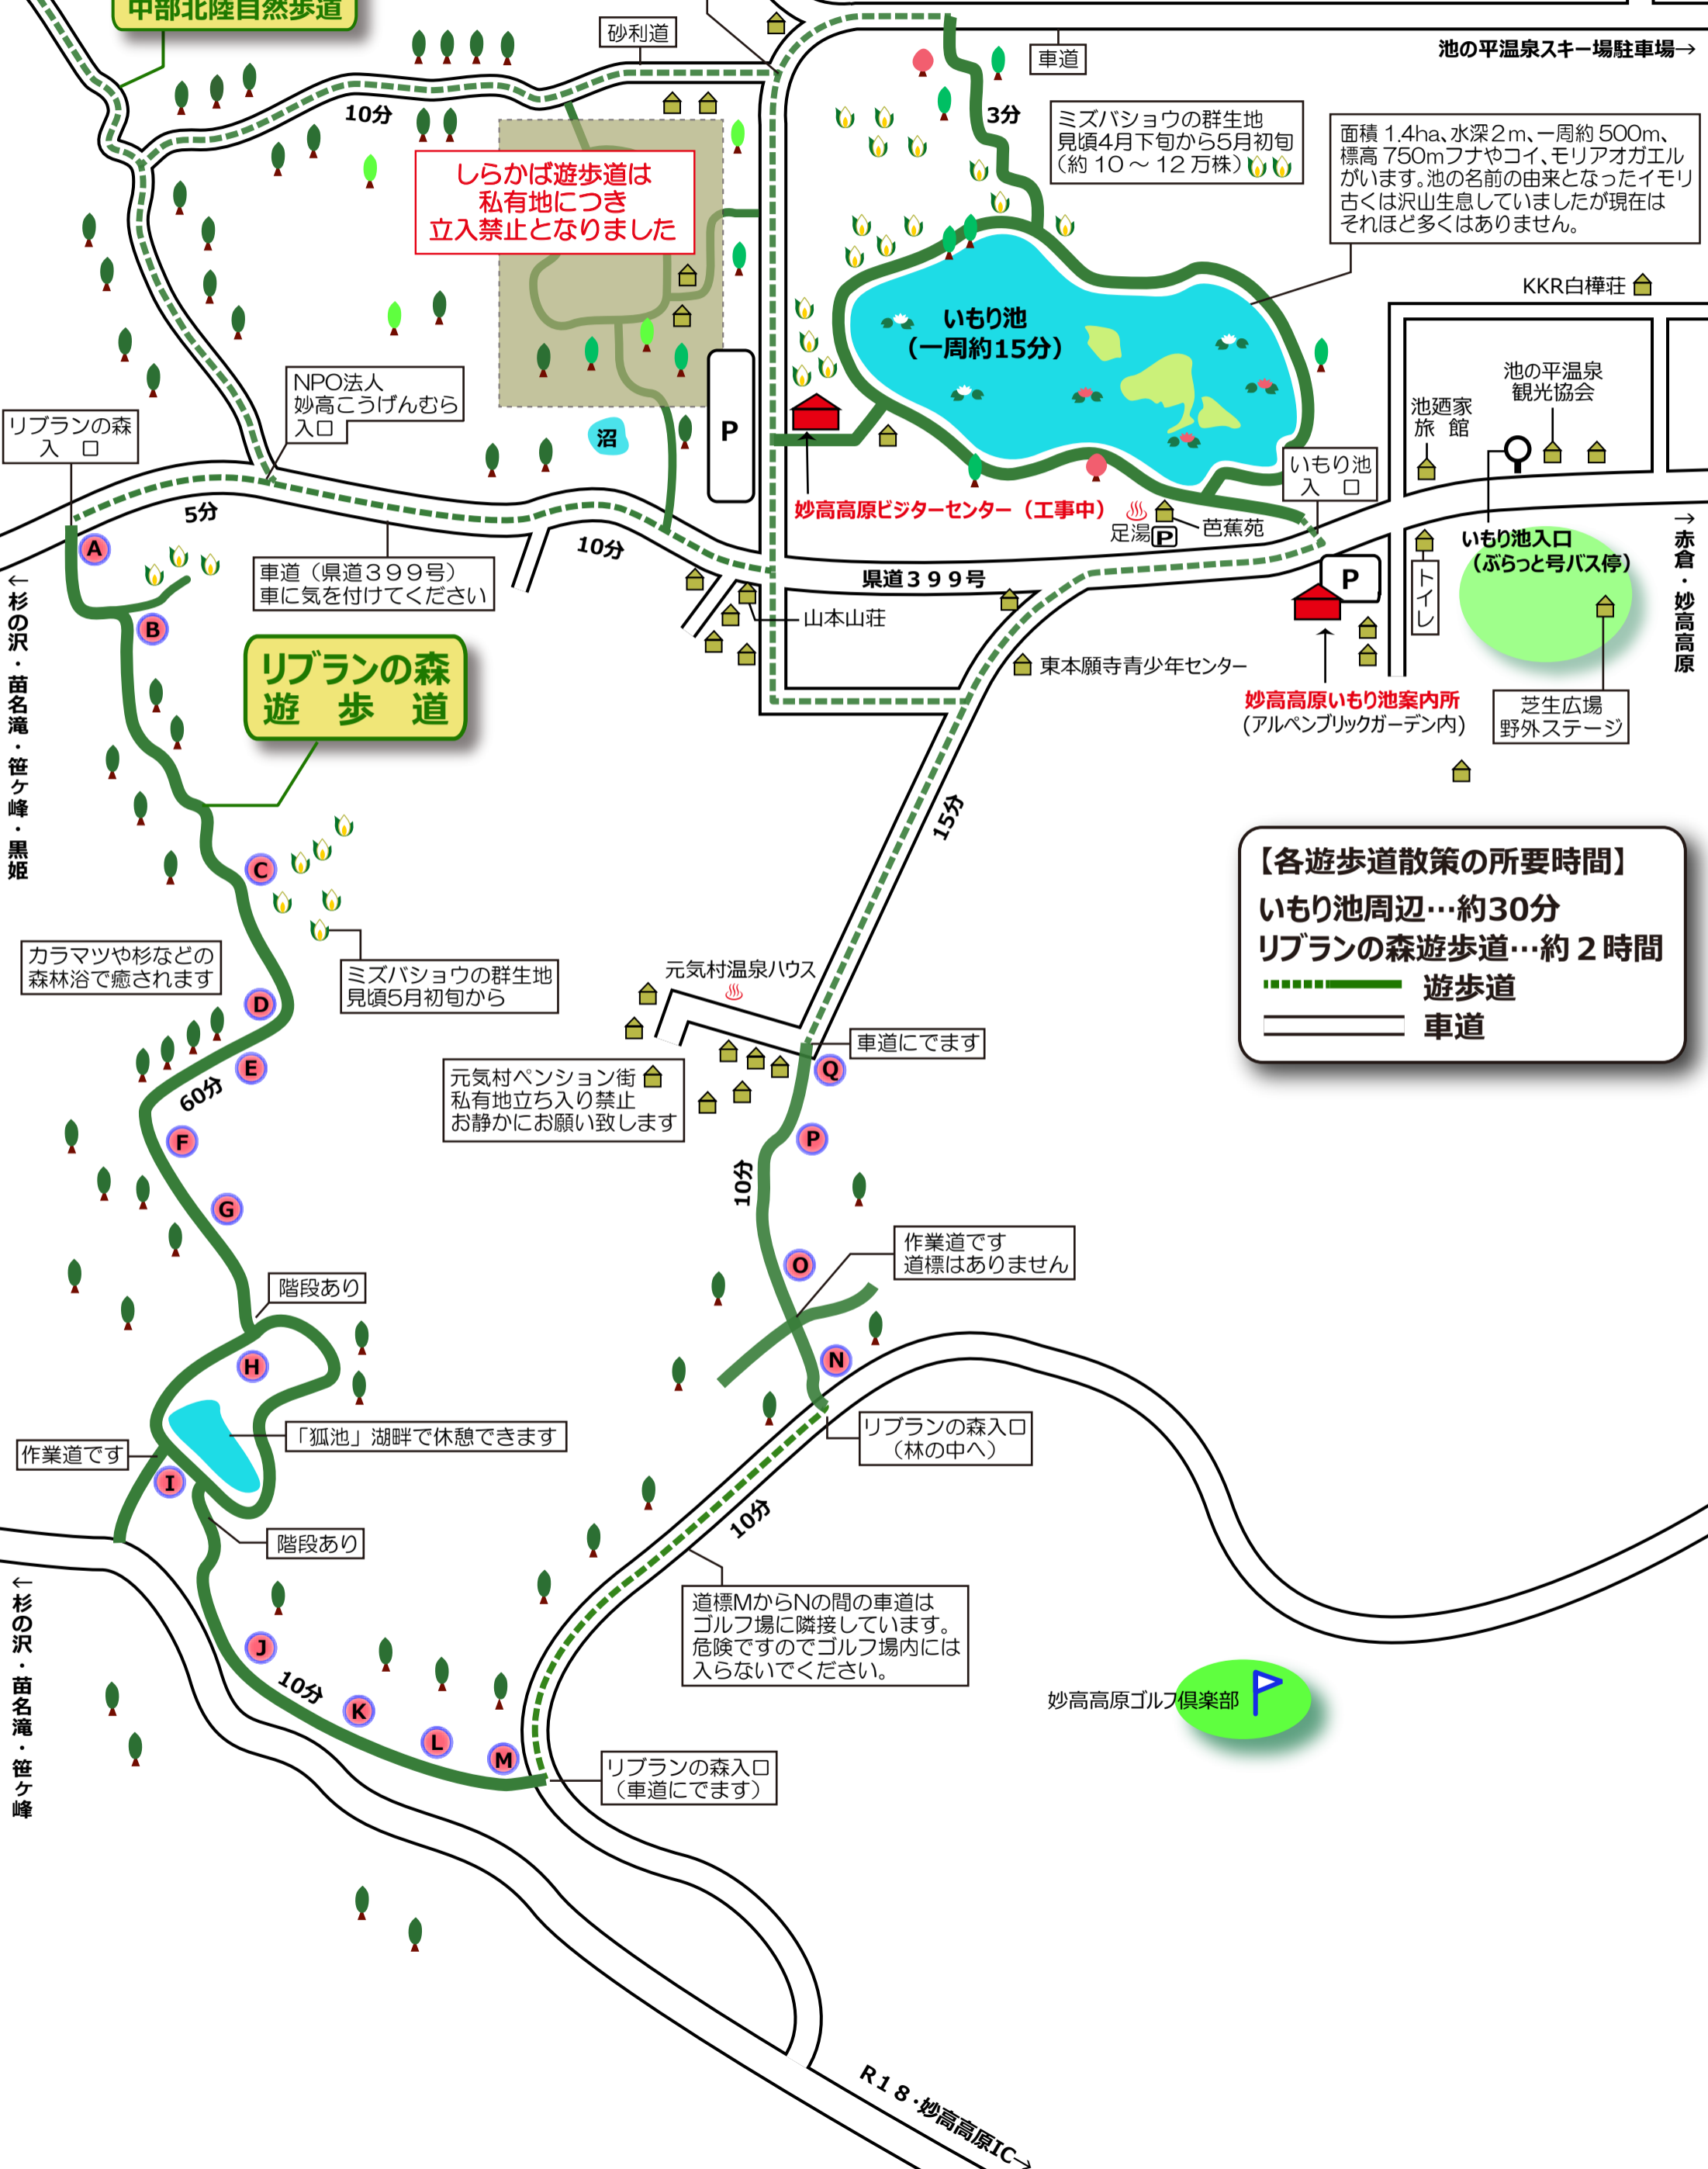 中部北陸自然歩道
砂利道
車道
池の平温泉スキー場駐車場→
10分
3分
ミズバショウの群生地
見頃4月下旬から5月初旬
（約10～12万株）
面積1.4ha、水深2m、一周約500m、
標高750mフナやコイ、モリアオガエル
がいます。池の名前の由来となったイモリ
古くは沢山生息していましたが現在は
それほど多くはありません。
しらかば遊歩道は
私有地につき
立入禁止となりました
KKR白樺荘
いもり池
（一周約15分）
NPO法人
妙高こうげんむら
入口
リブランの森
入　口
沼
P
池の平温泉
観光協会
池廼家
旅　館
いもり池
入　口
妙高高原ビジターセンター（工事中）
足湯
P
芭蕉苑
5分
10分
A
車道（県道399号）
車に気を付けてください
県道399号
P
いもり池入口
（ぶらっと号バス停）
トイレ
→赤倉・妙高高原
←杉の沢・苗名滝・笹ヶ峰・黒姫
B
山本山荘
リブランの森
遊　歩　道
東本願寺青少年センター
妙高高原いもり池案内所
（アルペンブリックガーデン内）
芝生広場
野外ステージ
15分
【各遊歩道散策の所要時間】
いもり池周辺…約30分
リブランの森遊歩道…約２時間
遊歩道
車道
C
カラマツや杉などの
森林浴で癒されます
ミズバショウの群生地
見頃5月初旬から
元気村温泉ハウス
D
E
60分
車道にでます
元気村ペンション街
私有地立ち入り禁止
お静かにお願い致します
Q
P
F
10分
G
O
作業道です
道標はありません
階段あり
H
N
「狐池」湖畔で休憩できます
作業道です
I
リブランの森入口
（林の中へ）
階段あり
10分
←杉の沢・苗名滝・笹ヶ峰
道標MからNの間の車道は
ゴルフ場に隣接しています。
危険ですのでゴルフ場内には
入らないでください。
J
10分
K
L
M
妙高高原ゴルフ倶楽部
リブランの森入口
（車道にでます）
R18・妙高高原IC→